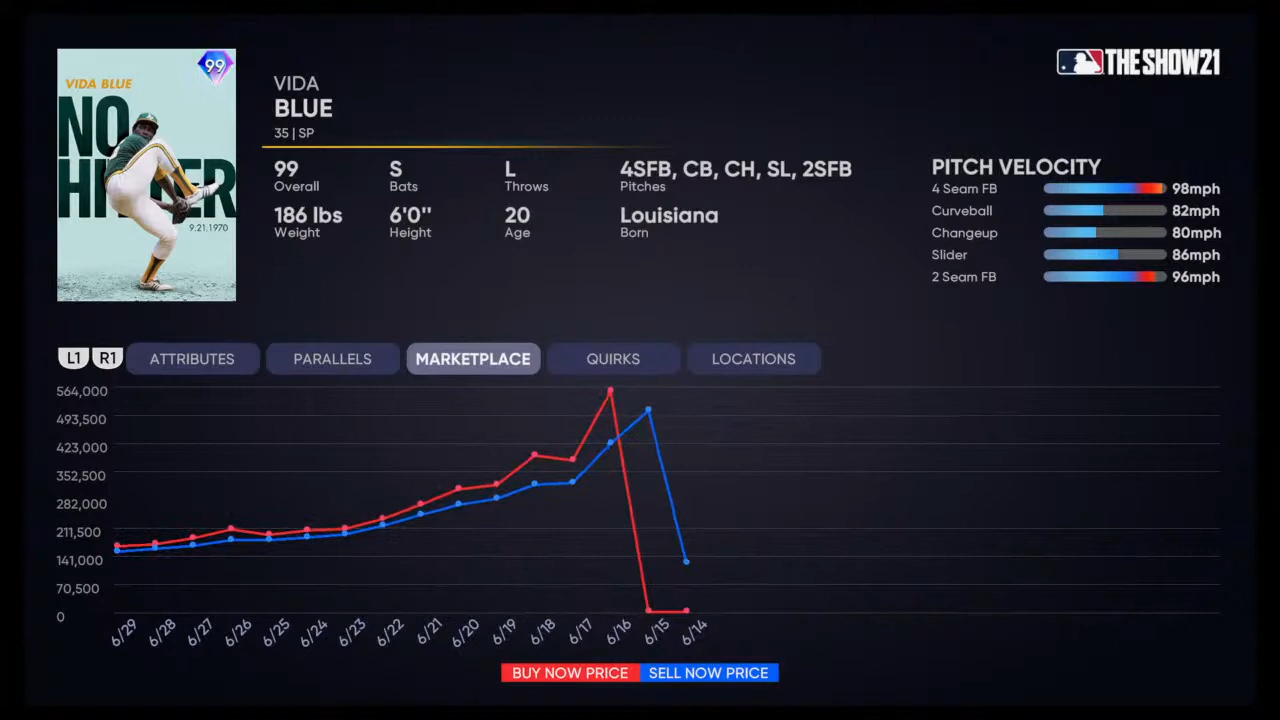 VIDA BLUE
99
NO
HITTER
9.21.1970
VIDA
BLUE
35 | SP
99
Overall
S
Bats
L
Throws
4SFB, CB, CH, SL, 2SFB
Pitches
186 lbs
Weight
6'0''
Height
20
Age
Louisiana
Born
THE SHOW21
PITCH VELOCITY
4 Seam FB 98mph
Curveball 82mph
Changeup 80mph
Slider 86mph
2 Seam FB 96mph
L1 R1 ATTRIBUTES PARALLELS MARKETPLACE QUIRKS LOCATIONS
564,000
493,500
423,000
352,500
282,000
211,500
141,000
70,500
0
6/29 6/28 6/27 6/26 6/25 6/24 6/23 6/22 6/21 6/20 6/19 6/18 6/17 6/16 6/15 6/14
BUY NOW PRICE SELL NOW PRICE